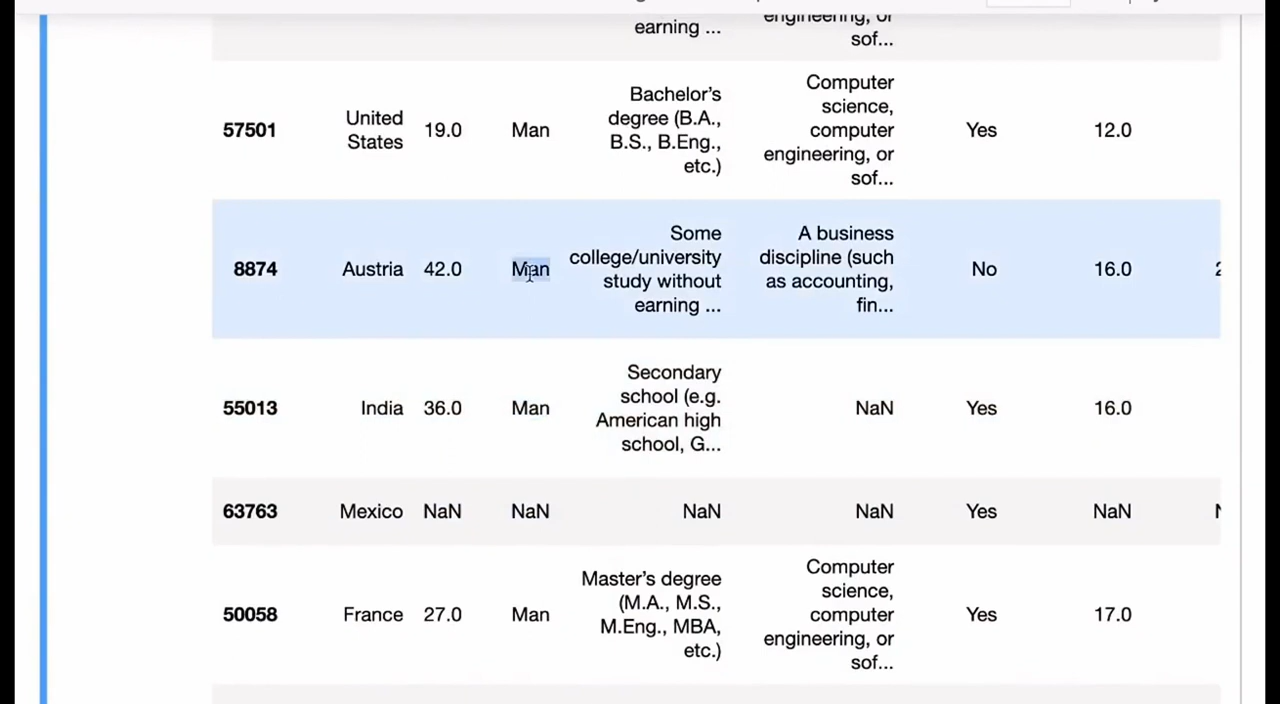 earning ...
engineering, or
sof...
57501
United
States
19.0
Man
Bachelor’s
degree (B.A.,
B.S., B.Eng.,
etc.)
Computer
science,
computer
engineering, or
sof...
Yes
12.0
8874
Austria
42.0
Man
Some
college/university
study without
earning ...
A business
discipline (such
as accounting,
fin...
No
16.0
2
55013
India
36.0
Man
Secondary
school (e.g.
American high
school, G...
NaN
Yes
16.0
63763
Mexico
NaN
NaN
NaN
NaN
Yes
NaN
50058
France
27.0
Man
Master’s degree
(M.A., M.S.,
M.Eng., MBA,
etc.)
Computer
science,
computer
engineering, or
sof...
Yes
17.0